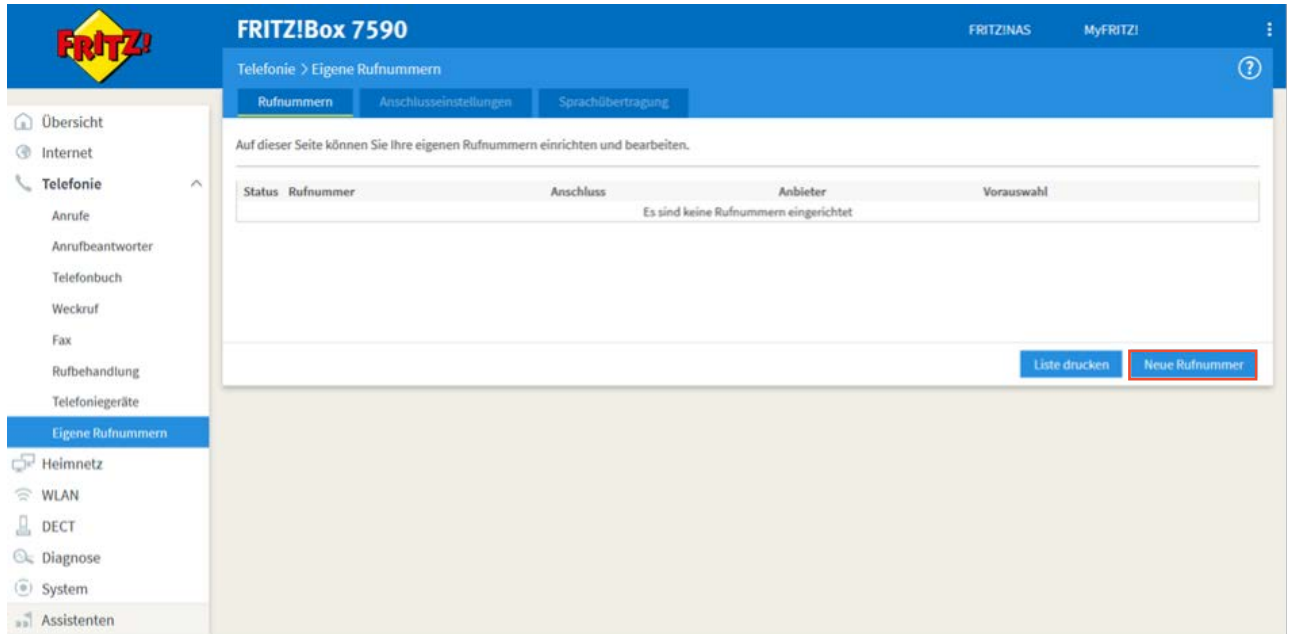 FRITZ!
FRITZ!Box 7590
FRITZ!NAS
MyFRITZ!
Telefonie > Eigene Rufnummern
Rufnummern
Anschlusseinstellungen
Sprachübertragung
Übersicht
Internet
Telefonie
Anrufe
Anrufbeantworter
Telefonbuch
Weckruf
Fax
Rufbehandlung
Telefoniegeräte
Eigene Rufnummern
Heimnetz
WLAN
DECT
Diagnose
System
Assistenten
Auf dieser Seite können Sie Ihre eigenen Rufnummern einrichten und bearbeiten.
Status Rufnummer Anschluss Anbieter Vorauswahl
Es sind keine Rufnummern eingerichtet
Liste drucken
Neue Rufnummer